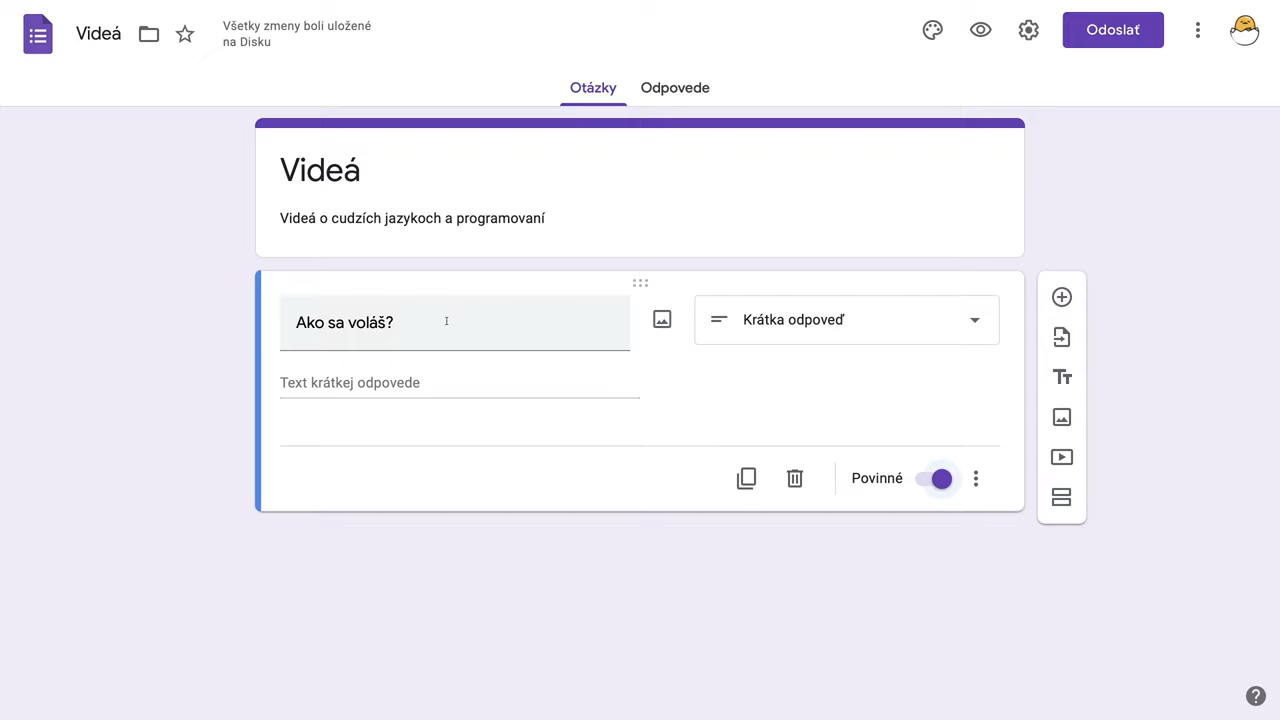 Videá
Všetky zmeny boli uložené
na Disku
Odoslať
Otázky
Odpovede
Videá
Videá o cudzích jazykoch a programovaní
Ako sa voláš?
Krátka odpoveď
Text krátkej odpovede
Povinné